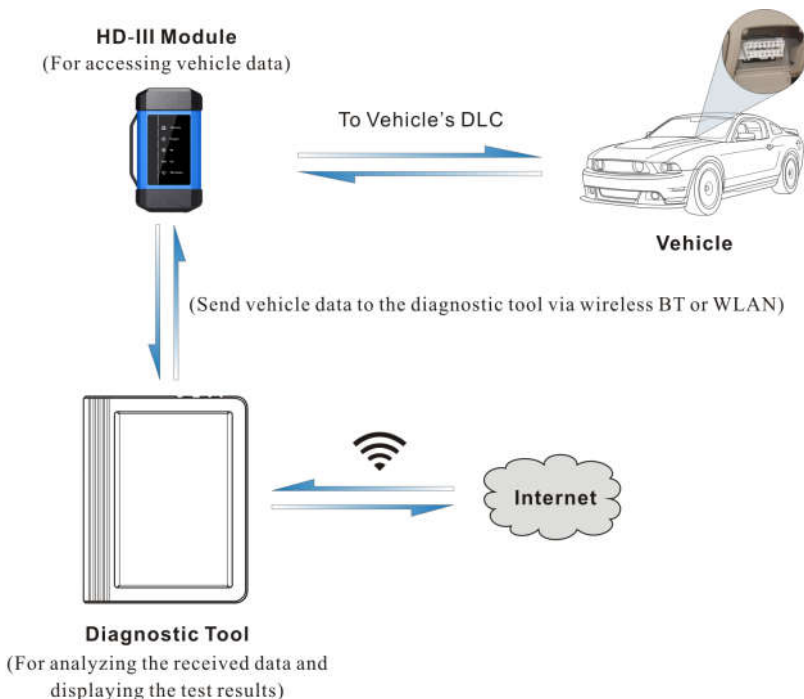 HD-III Module
(For accessing vehicle data)
To Vehicle's DLC
Vehicle
(Send vehicle data to the diagnostic tool via wireless BT or WLAN)
Internet
Diagnostic Tool
(For analyzing the received data and
displaying the test results)